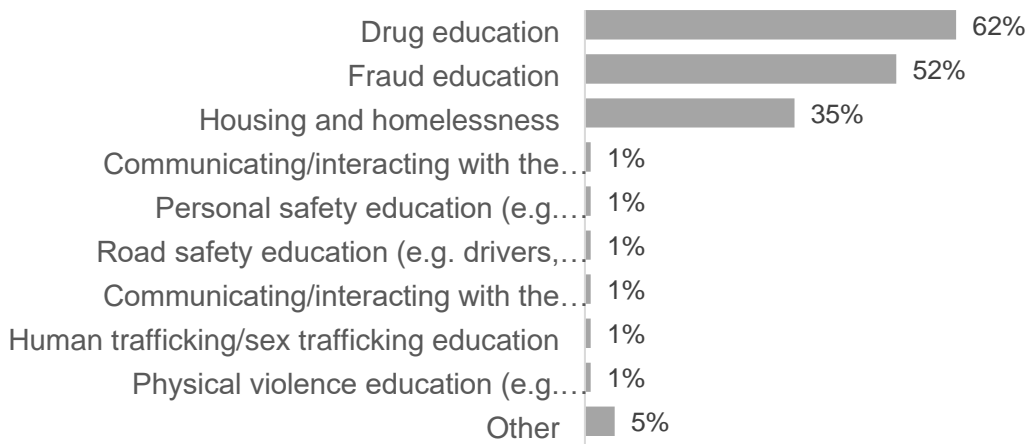 Drug education 62%
Fraud education 52%
Housing and homelessness 35%
Communicating/interacting with the… 1%
Personal safety education (e.g.… 1%
Road safety education (e.g. drivers,… 1%
Communicating/interacting with the… 1%
Human trafficking/sex trafficking education 1%
Physical violence education (e.g.… 1%
Other 5%